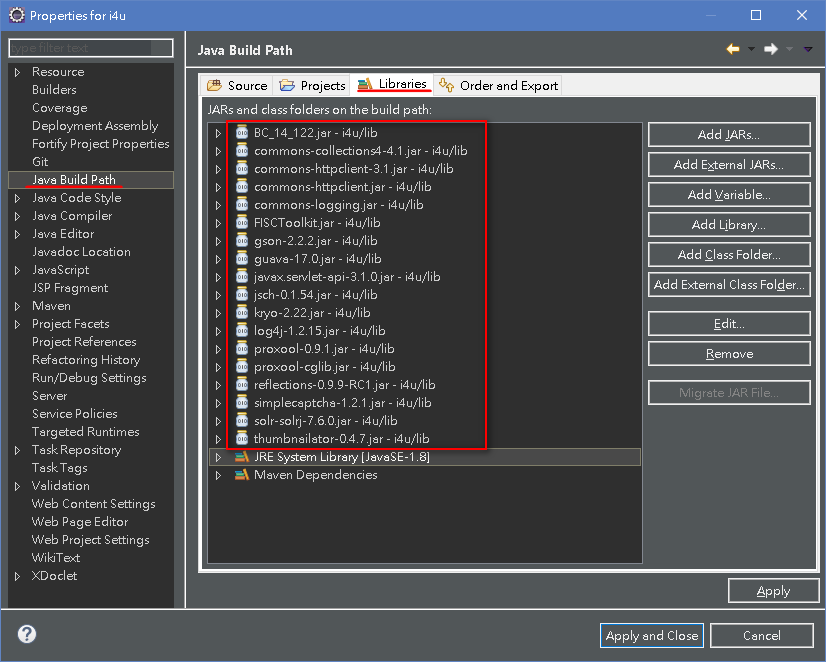 Properties for i4u
type filter text
Resource
Builders
Coverage
Deployment Assembly
Fortify Project Properties
Git
Java Build Path
Java Code Style
Java Compiler
Java Editor
Javadoc Location
JavaScript
JSP Fragment
Maven
Project Facets
Project References
Refactoring History
Run/Debug Settings
Server
Service Policies
Targeted Runtimes
Task Repository
Task Tags
Validation
Web Content Settings
Web Page Editor
Web Project Settings
WikiText
XDoclet
Java Build Path
Source Projects Libraries Order and Export
JARs and class folders on the build path:
BC_14_122.jar - i4u/lib
commons-collections4-4.1.jar - i4u/lib
commons-httpclient-3.1.jar - i4u/lib
commons-httpclient.jar - i4u/lib
commons-logging.jar - i4u/lib
FISCToolkit.jar - i4u/lib
gson-2.2.2.jar - i4u/lib
guava-17.0.jar - i4u/lib
javax.servlet-api-3.1.0.jar - i4u/lib
jsch-0.1.54.jar - i4u/lib
kryo-2.22.jar - i4u/lib
log4j-1.2.15.jar - i4u/lib
proxool-0.9.1.jar - i4u/lib
proxool-cglib.jar - i4u/lib
reflections-0.9.9-RC1.jar - i4u/lib
simplecaptcha-1.2.1.jar - i4u/lib
solr-solrj-7.6.0.jar - i4u/lib
thumbnailator-0.4.7.jar - i4u/lib
JRE System Library [JavaSE-1.8]
Maven Dependencies
Add JARs...
Add External JARs...
Add Variable...
Add Library...
Add Class Folder...
Add External Class Folder...
Edit...
Remove
Migrate JAR File...
Apply
Apply and Close
Cancel